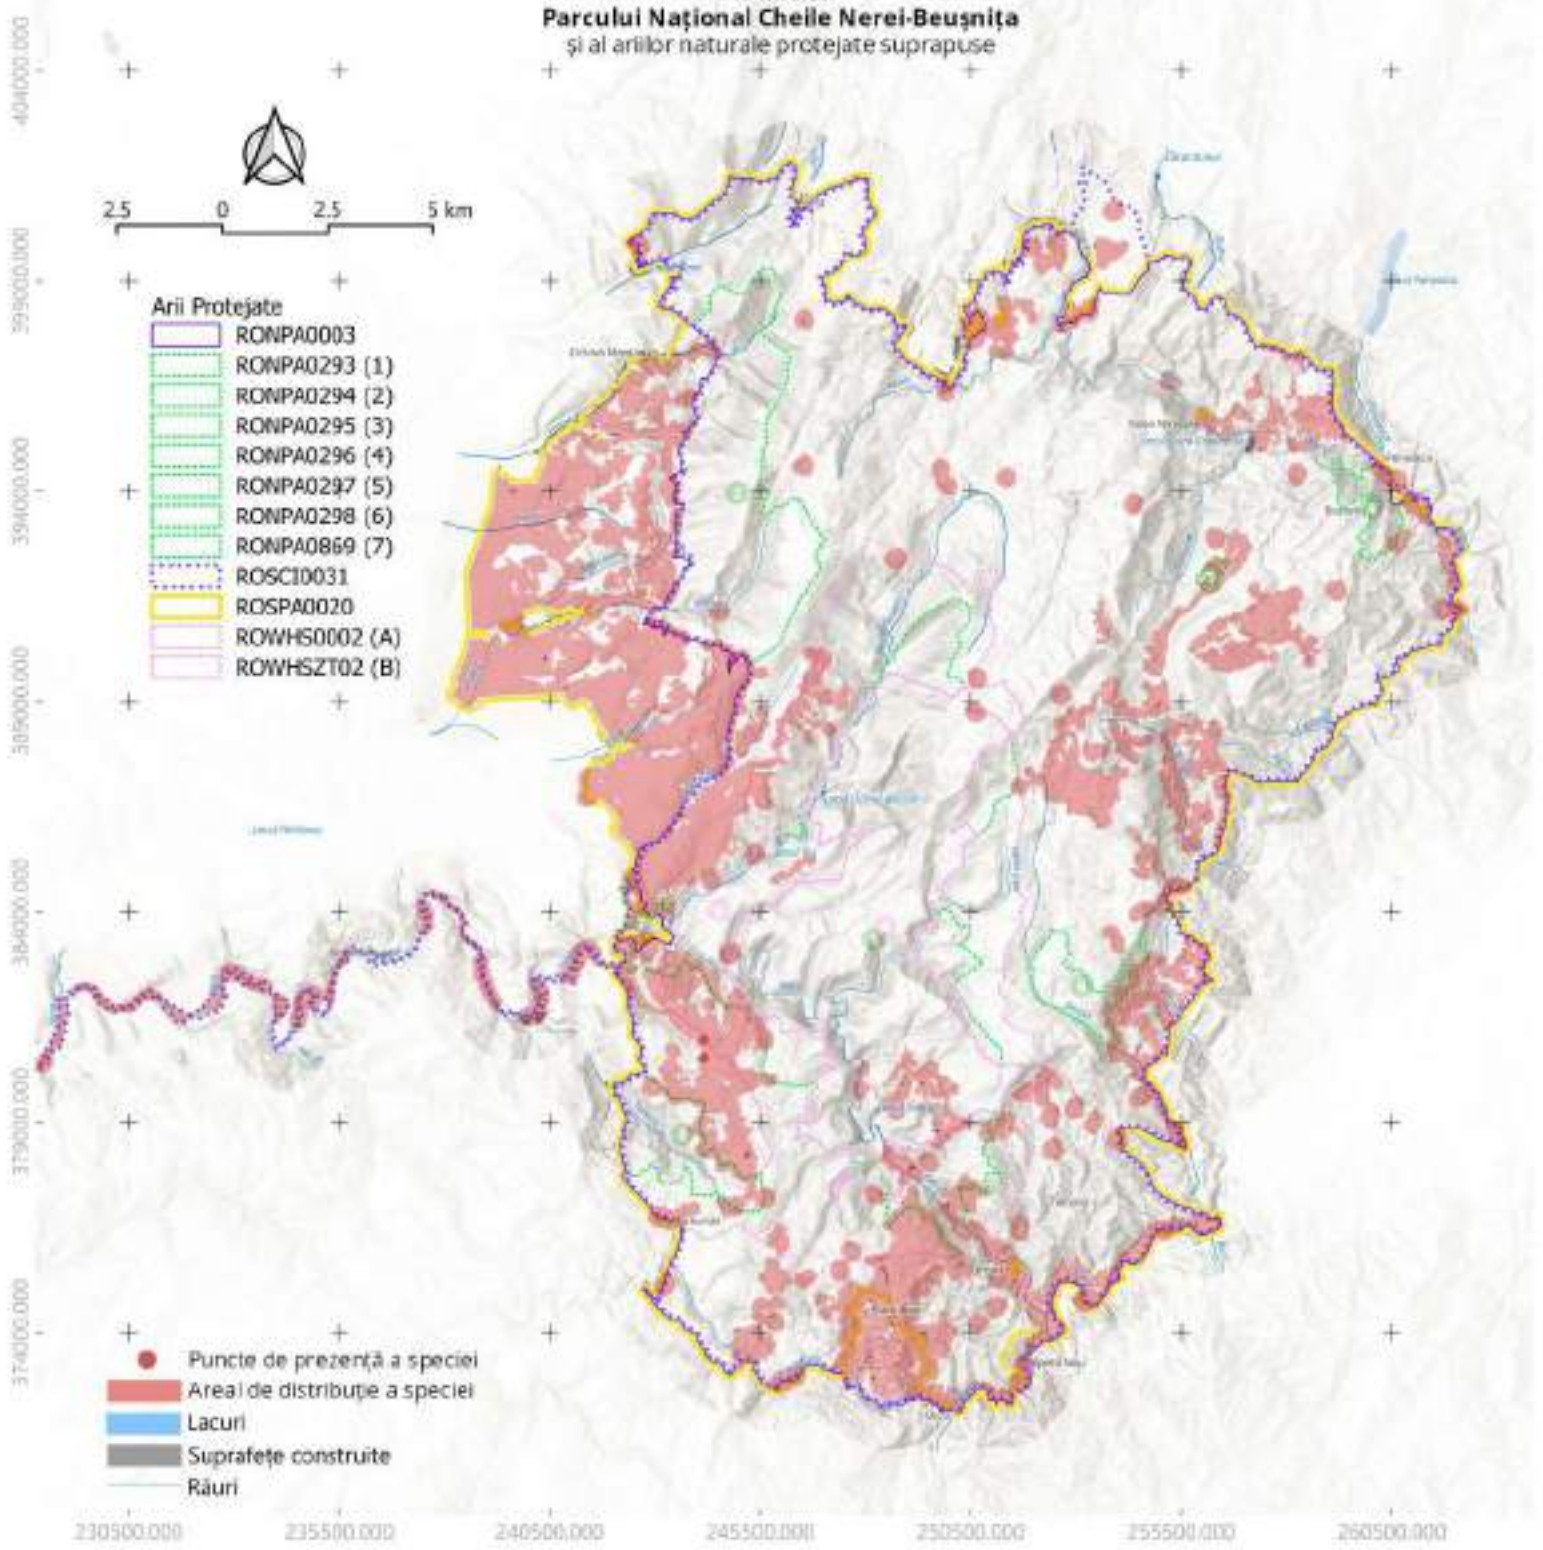 Parcului Național Cheile Nerei-Beușnița
și al ariilor naturale protejate suprapuse
404000.000
399000.000
394000.000
389000.000
384000.000
379000.000
374000.000
2.5 0 2.5 5 km
Arii Protejate
RONPA0003
RONPA0293 (1)
RONPA0294 (2)
RONPA0295 (3)
RONPA0296 (4)
RONPA0297 (5)
RONPA0298 (6)
RONPA0869 (7)
ROSCI0031
ROSPA0020
ROWHS0002 (A)
ROWHSZT02 (B)
Puncte de prezență a speciei
Areal de distribuție a speciei
Lacuri
Suprafețe construite
Râuri
230500.000 235500.000 240500.000 245500.000 250500.000 255500.000 260500.000